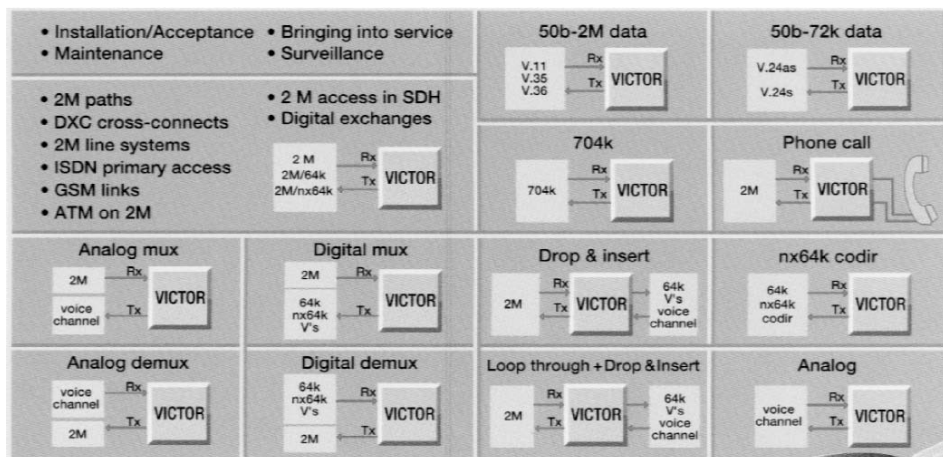 • Installation/Acceptance
• Maintenance
• Bringing into service
• Surveillance
• 2M paths
• DXC cross-connects
• 2M line systems
• ISDN primary access
• GSM links
• ATM on 2M
• 2 M access in SDH
• Digital exchanges
2 M
2M/64k
2M/nx64k
Rx
Tx
VICTOR
50b-2M data
V.11
V.35
V.36
Rx
Tx
VICTOR
50b-72k data
V.24as
V.24s
Rx
Tx
VICTOR
704k
704k
Rx
Tx
VICTOR
Phone call
2M
Rx
Tx
VICTOR
Analog mux
2M
voice
channel
Rx
Tx
VICTOR
Digital mux
2M
64k
nx64k
V's
Rx
Tx
VICTOR
Drop & insert
2M
Rx
Tx
VICTOR
64k
V's
voice
channel
nx64k codir
64k
nx64k
codir
Rx
Tx
VICTOR
Analog demux
voice
channel
2M
Rx
Tx
VICTOR
Digital demux
64k
nx64k
V's
2M
Rx
Tx
VICTOR
Loop through + Drop &Insert
2M
Rx
Tx
VICTOR
64k
V's
voice
channel
Analog
voice
channel
Rx
Tx
VICTOR